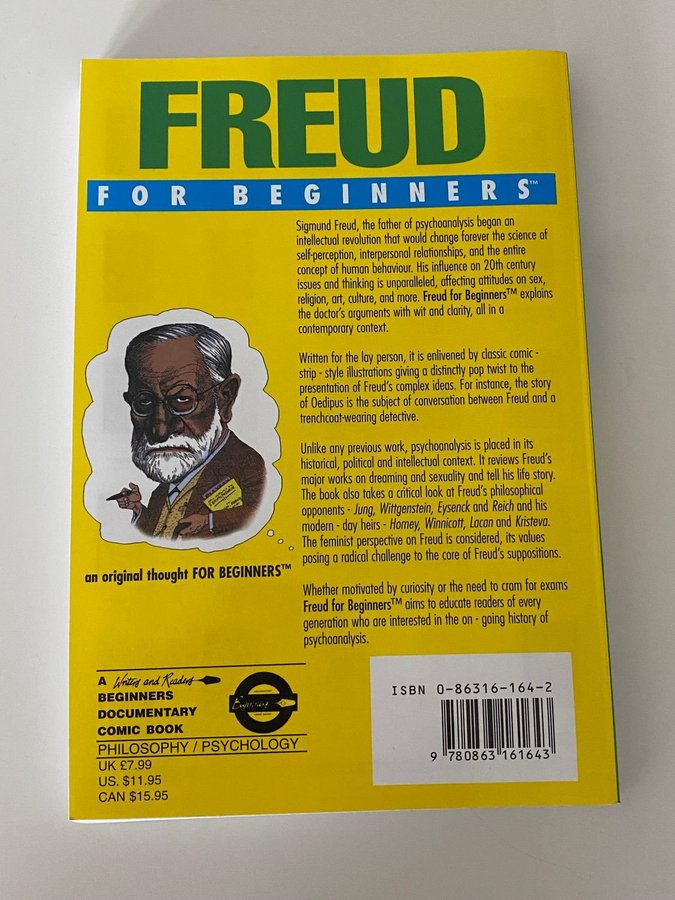 FREUD
FOR BEGINNERS™
Sigmund Freud, the father of psychoanalysis began an
intellectual revolution that would change forever the science of
self-perception, interpersonal relationships, and the entire
concept of human behaviour. His influence on 20th century
issues and thinking is unparalleled, affecting attitudes on sex,
religion, art, culture, and more. Freud for Beginners™ explains
the doctor's arguments with wit and clarity, all in a
contemporary context.
Written for the lay person, it is enlivened by classic comic -
strip - style illustrations giving a distinctly pop twist to the
presentation of Freud's complex ideas. For instance, the story
of Oedipus is the subject of conversation between Freud and a
trenchcoat-wearing detective.
Unlike any previous work, psychoanalysis is placed in its
historical, political and intellectual context. It reviews Freud's
major works on dreaming and sexuality and tell his life story.
The book also takes a critical look at Freud's philosophical
opponents - Jung, Wittgenstein, Eysenck and Reich and his
modern - day heirs - Horney, Winnicott, Lacan and Kristeva.
The feminist perspective on Freud is considered, its values
posing a radical challenge to the core of Freud's suppositions.
Whether motivated by curiosity or the need to cram for exams
Freud for Beginners™ aims to educate readers of every
generation who are interested in the on - going history of
psychoanalysis.
an original thought FOR BEGINNERS™
A Writers and Readers
BEGINNERS
DOCUMENTARY
COMIC BOOK
Beginners
PHILOSOPHY / PSYCHOLOGY
UK £7.99
US. $11.95
CAN $15.95
ISBN 0-86316-164-2
9 780863 161643